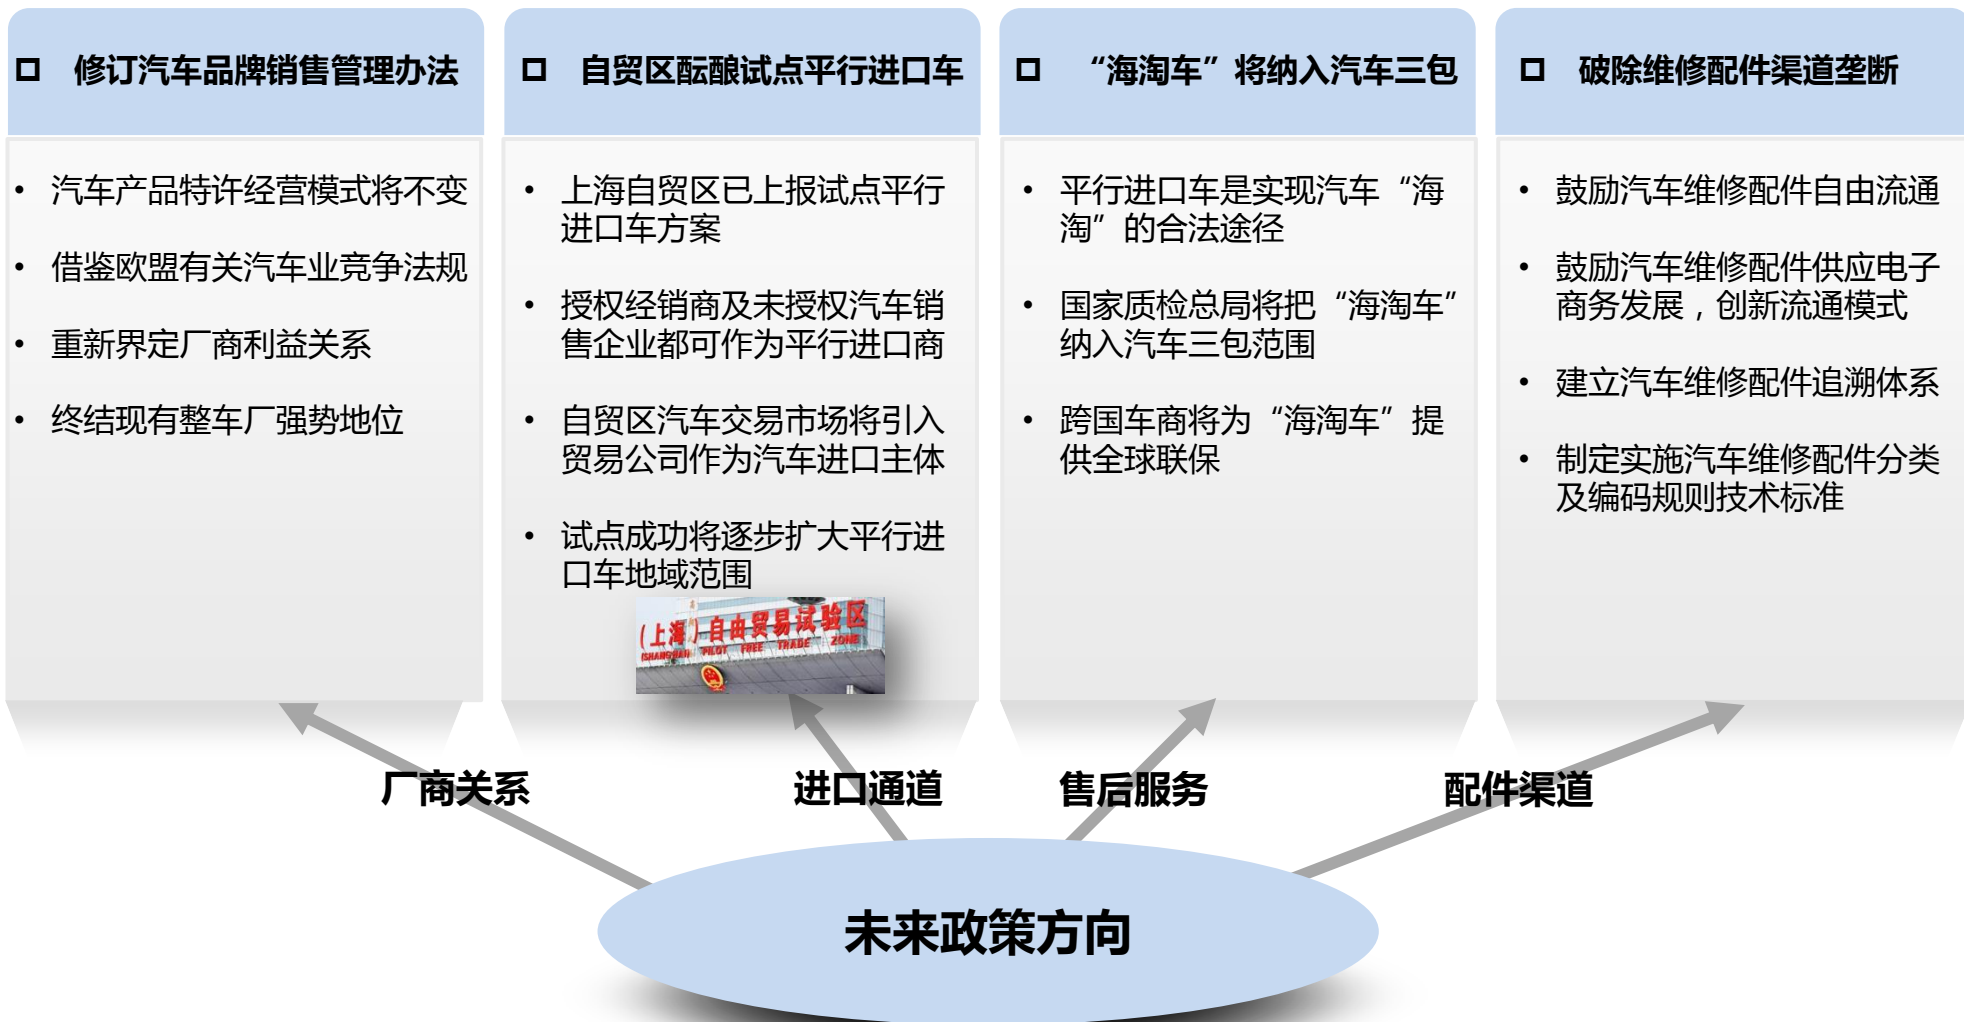 修订汽车品牌销售管理办法
• 汽车产品特许经营模式将不变
• 借鉴欧盟有关汽车业竞争法规
• 重新界定厂商利益关系
• 终结现有整车厂强势地位
自贸区酝酿试点平行进口车
• 上海自贸区已上报试点平行
进口车方案
• 授权经销商及未授权汽车销
售企业都可作为平行进口商
• 自贸区汽车交易市场将引入
贸易公司作为汽车进口主体
• 试点成功将逐步扩大平行进
口车地域范围
(上海)自由贸易试验区
(SHANGHAI) PILOT FREE TRADE ZONE
“海淘车”将纳入汽车三包
• 平行进口车是实现汽车“海
淘”的合法途径
• 国家质检总局将把“海淘车”
纳入汽车三包范围
• 跨国车商将为“海淘车”提
供全球联保
破除维修配件渠道垄断
• 鼓励汽车维修配件自由流通
• 鼓励汽车维修配件供应电子
商务发展，创新流通模式
• 建立汽车维修配件追溯体系
• 制定实施汽车维修配件分类
及编码规则技术标准
厂商关系
进口通道
售后服务
配件渠道
未来政策方向